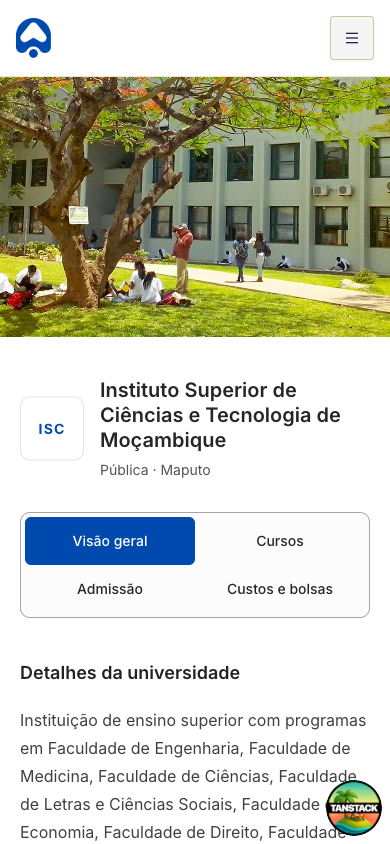 Instituto Superior de
Ciências e Tecnologia de
Moçambique
ISC
Pública · Maputo
Visão geral
Cursos
Admissão
Custos e bolsas
Detalhes da universidade
Instituição de ensino superior com programas
em Faculdade de Engenharia, Faculdade de
Medicina, Faculdade de Ciências, Faculdade
de Letras e Ciências Sociais, Faculdade
Economia, Faculdade de Direito, Faculdade
TANSTACK